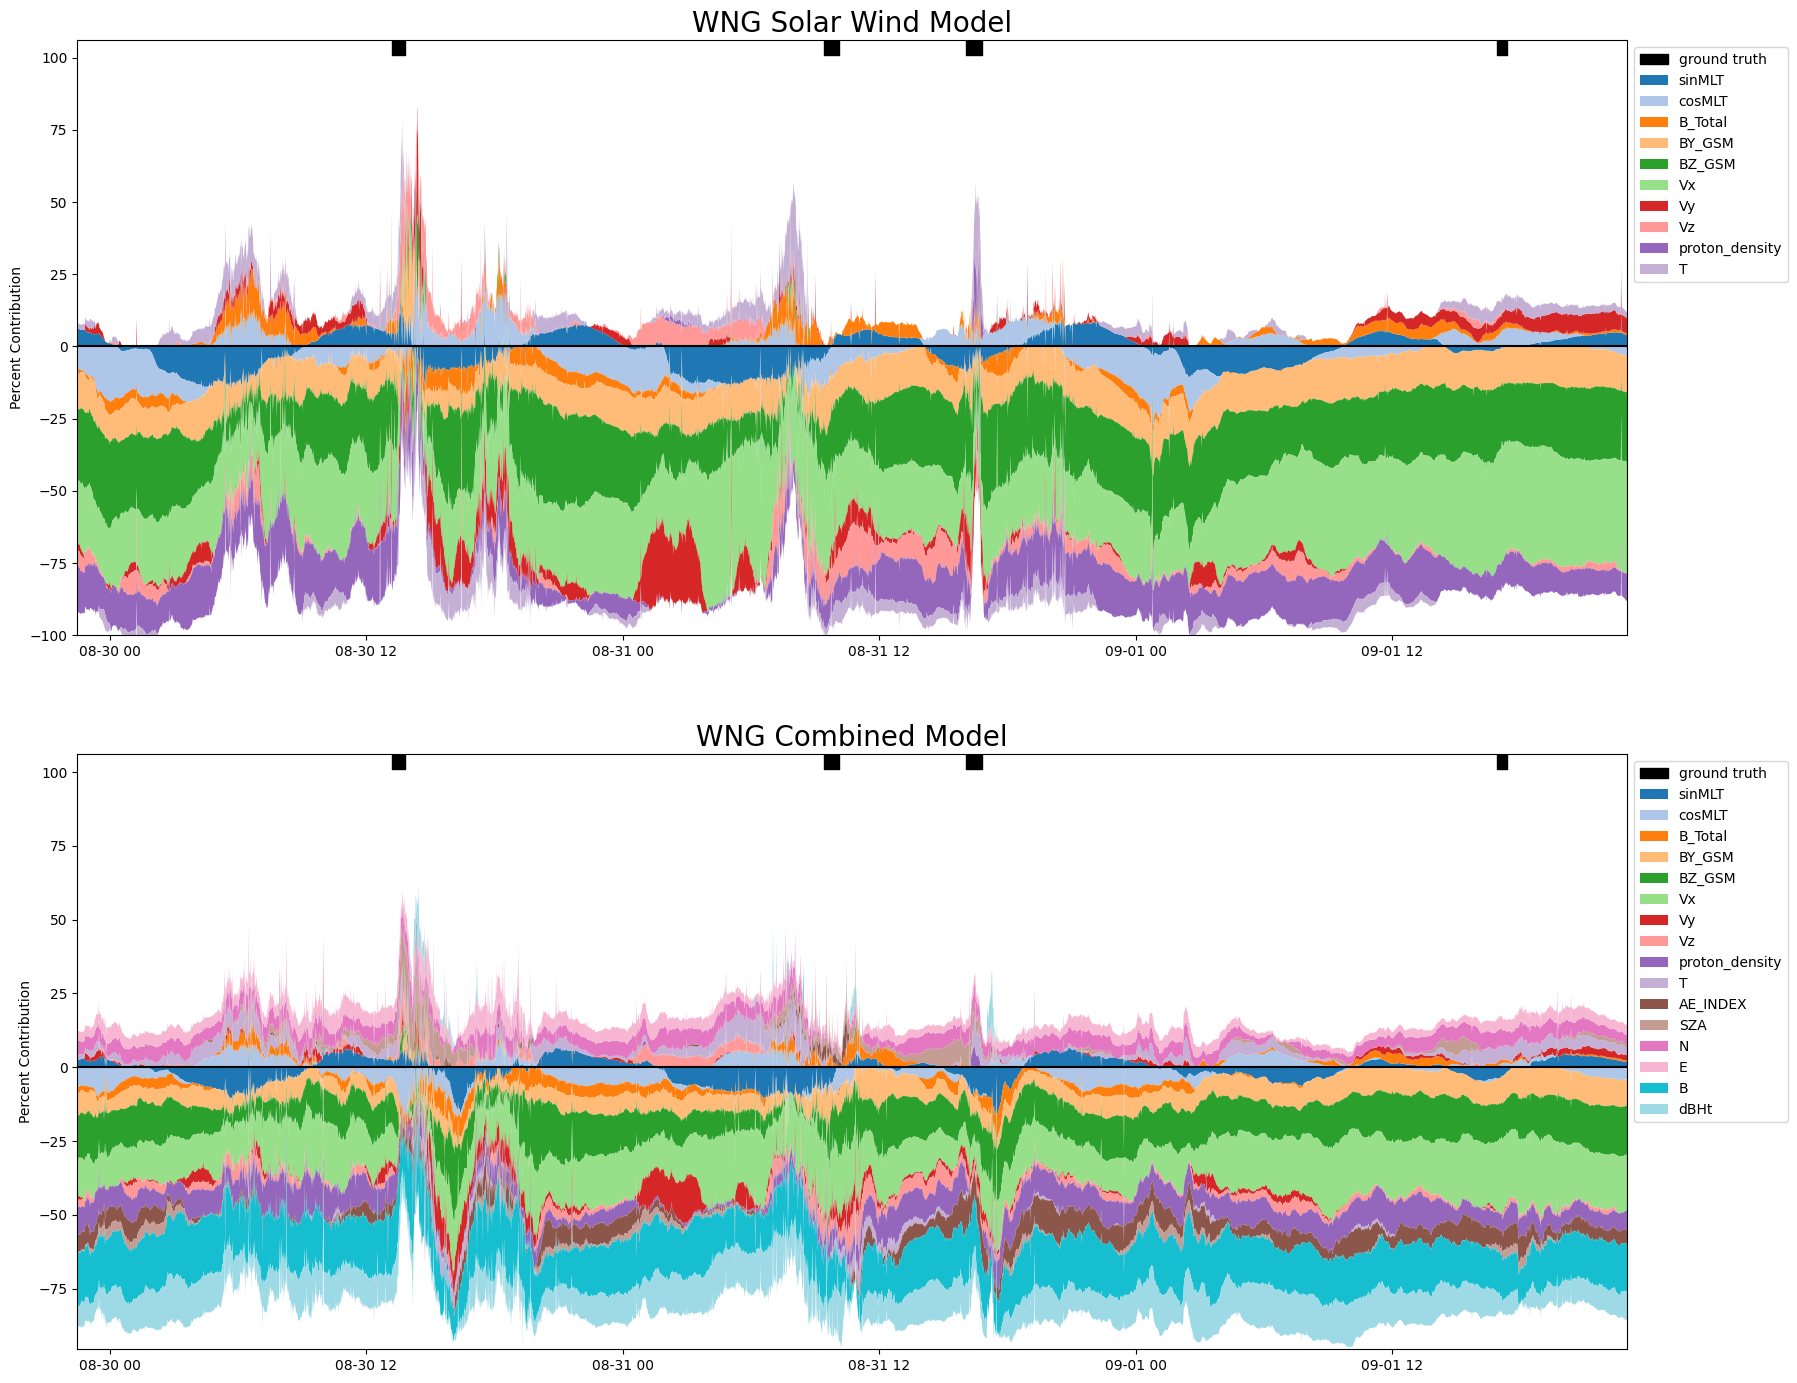 WNG Solar Wind Model
Percent Contribution
100
75
50
25
0
−25
−50
−75
−100
08-30 00
08-30 12
08-31 00
08-31 12
09-01 00
09-01 12
ground truth
sinMLT
cosMLT
B_Total
BY_GSM
BZ_GSM
Vx
Vy
Vz
proton_density
T
WNG Combined Model
Percent Contribution
100
75
50
25
0
−25
−50
−75
08-30 00
08-30 12
08-31 00
08-31 12
09-01 00
09-01 12
ground truth
sinMLT
cosMLT
B_Total
BY_GSM
BZ_GSM
Vx
Vy
Vz
proton_density
T
AE_INDEX
SZA
N
E
B
dBHt